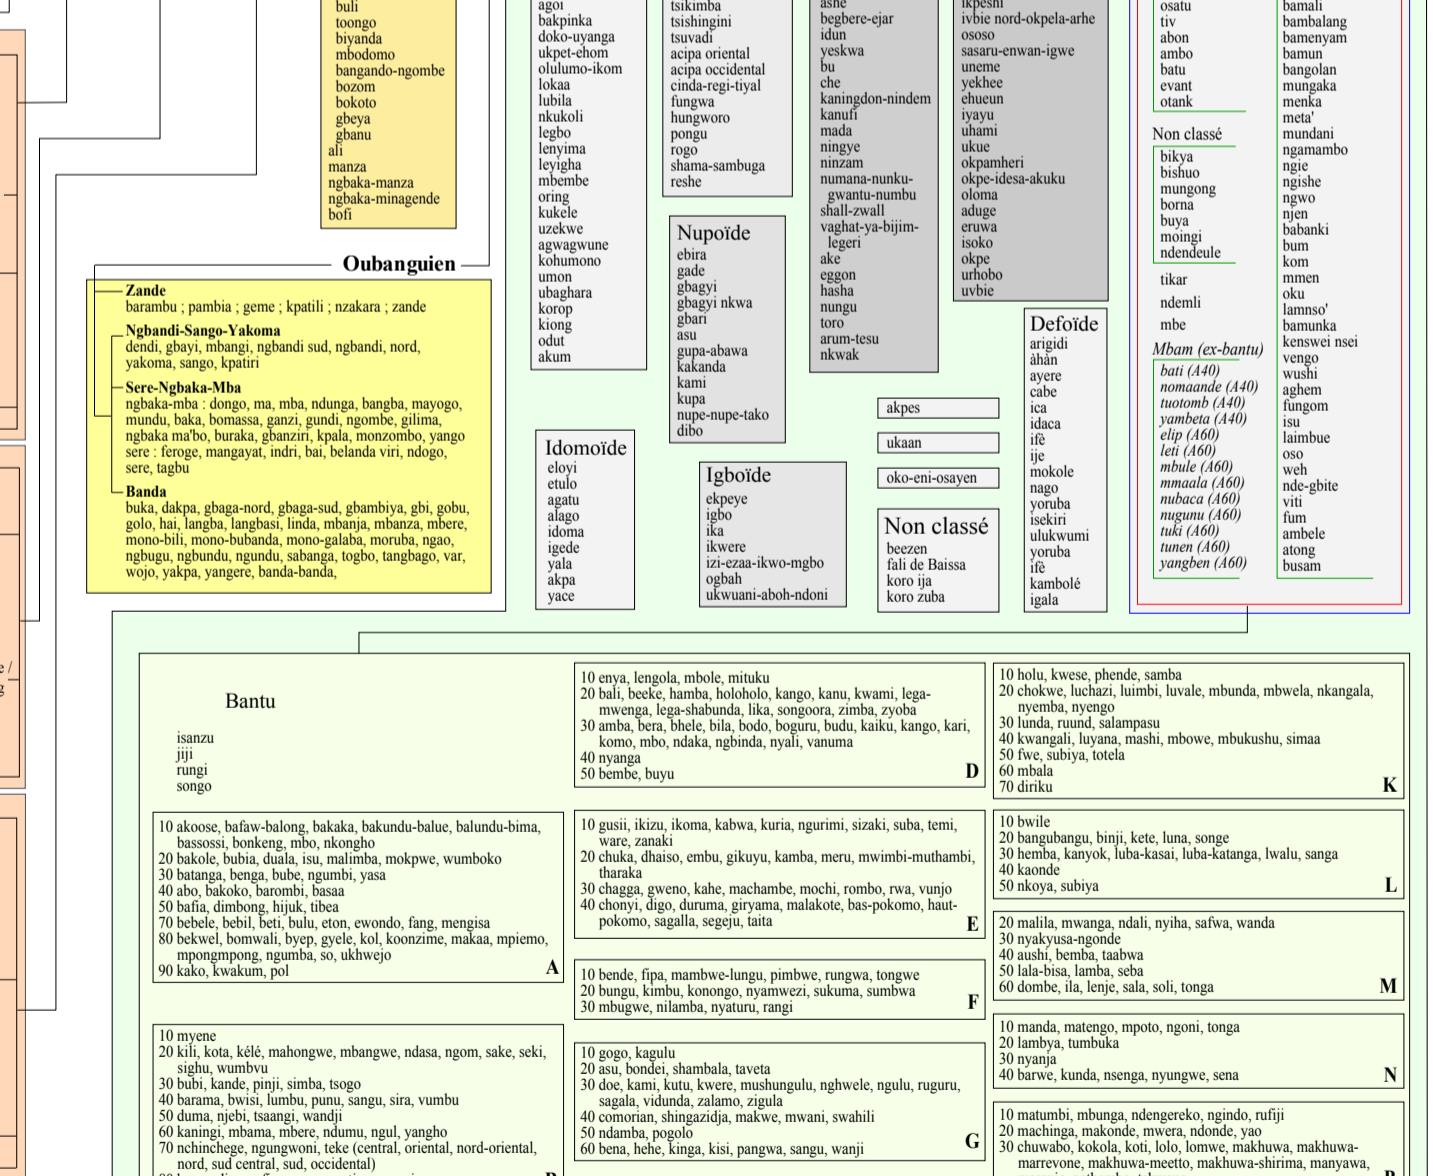 buli
toongo
biyanda
mbodomo
bangando-ngombe
bozom
bokoto
gbeya
gbanu
ali
manza
ngbaka-manza
ngbaka-minagende
bofi
Oubanguien
Zande
barambu ; pambia ; geme ; kpatili ; nzakara ; zande
Ngbandi-Sango-Yakoma
dendi, gbayi, mbangi, ngbandi sud, ngbandi, nord,
yakoma, sango, kpatiri
Sere-Ngbaka-Mba
ngbaka-mba : dongo, ma, mba, ndunga, bangba, mayogo,
mundu, baka, bomassa, ganzi, gundi, ngombe, gilima,
ngbaka ma'bo, buraka, gbanziri, kpala, monzombo, yango
sere : feroge, mangayat, indri, bai, belanda viri, ndogo,
sere, tagbu
Banda
buka, dakpa, gbaga-nord, gbaga-sud, gbambiya, gbi, gobu,
golo, hai, langba, langbasi, linda, mbanja, mbanza, mbere,
mono-bili, mono-bubanda, mono-galaba, moruba, ngao,
ngbugu, ngbundu, ngundu, sabanga, togbo, tangbago, var,
wojo, yakpa, yangere, banda-banda,
agoi
bakpinka
doko-uyanga
ukpet-ehom
olulumo-ikom
lokaa
lubila
nkukoli
legbo
lenyima
leyigha
mbembe
oring
kukele
uzekwe
agwagwune
kohumono
umon
ubaghara
korop
kiong
odut
akum
Idomoïde
eloyi
etulo
agatu
alago
idoma
igede
yala
akpa
yace
tsikimba
tsishingini
tsuvadi
acipa oriental
acipa occidental
cinda-regi-tiyal
fungwa
hungworo
pongu
rogo
shama-sambuga
reshe
Nupoïde
ebira
gade
gbagyi
gbagyi nkwa
gbari
asu
gupa-abawa
kakanda
kami
kupa
nupe-nupe-tako
dibo
Igboïde
ekpeye
igbo
ika
ikwere
izi-ezaa-ikwo-mgbo
ogbah
ukwuani-aboh-ndoni
ashe
begbere-ejar
idun
yeskwa
bu
che
kaningdon-nindem
kanufi
mada
ningye
ninzam
numana-nunku-
gwantu-numbu
shall-zwall
vaghat-ya-bijim-
legeri
ake
eggon
hasha
nungu
toro
arum-tesu
nkwak
akpes
ukaan
oko-eni-osayen
Non classé
beezen
fali de Baissa
koro ija
koro zuba
ikpeshi
ivbie nord-okpela-arhe
ososo
sasaru-enwan-igwe
uneme
yekhee
ehueun
iyayu
uhami
ukue
okpamheri
okpe-idesa-akuku
oloma
aduge
eruwa
isoko
okpe
urhobo
uvbie
Defoïde
arigidi
àhàn
ayere
cabe
ica
idaca
ifè
ije
mokole
nago
yoruba
isekiri
ulukwumi
yoruba
ifè
kambolé
igala
osatu
tiv
abon
ambo
batu
evant
otank
Non classé
bikya
bishuo
mungong
borna
buya
moingi
ndendeule
tikar
ndemli
mbe
Mbam (ex-bantu)
bati (A40)
nomaande (A40)
tuotomb (A40)
yambeta (A40)
elip (A60)
leti (A60)
mbule (A60)
mmaala (A60)
nubaca (A60)
nugunu (A60)
tuki (A60)
tunen (A60)
yangben (A60)
bamali
bambalang
bamenyam
bamun
bangolan
mungaka
menka
meta'
mundani
ngamambo
ngie
ngishe
ngwo
njen
babanki
bum
kom
mmen
oku
lamnso'
bamunka
kenswei nsei
vengo
wushi
aghem
fungom
isu
laimbue
oso
weh
nde-gbite
viti
fum
ambele
atong
busam
e /
g
Bantu
isanzu
jiji
rungi
songo
10 akoose, bafaw-balong, bakaka, bakundu-balue, balundu-bima,
bassossi, bonkeng, mbo, nkongho
20 bakole, bubia, duala, isu, malimba, mokpwe, wumboko
30 batanga, benga, bube, ngumbi, yasa
40 abo, bakoko, barombi, basaa
50 bafia, dimbong, hijuk, tibea
70 bebele, bebil, beti, bulu, eton, ewondo, fang, mengisa
80 bekwel, bomwali, byep, gyele, kol, koonzime, makaa, mpiemo,
mpongmpong, ngumba, so, ukhwejo
90 kako, kwakum, pol
A
10 myene
20 kili, kota, kélé, mahongwe, mbangwe, ndasa, ngom, sake, seki,
sighu, wumbvu
30 bubi, kande, pinji, simba, tsogo
40 barama, bwisi, lumbu, punu, sangu, sira, vumbu
50 duma, njebi, tsaangi, wandji
60 kaningi, mbama, mbere, ndumu, ngul, yangho
70 nchinchege, ngungwoni, teke (central, oriental, nord-oriental,
nord, sud central, sud, occidental)
10 enya, lengola, mbole, mituku
20 bali, beeke, hamba, holoholo, kango, kanu, kwami, lega-
mwenga, lega-shabunda, lika, songoora, zimba, zyoba
30 amba, bera, bhele, bila, bodo, boguru, budu, kaiku, kango, kari,
komo, mbo, ndaka, ngbinda, nyali, vanuma
40 nyanga
50 bembe, buyu
D
10 gusii, ikizu, ikoma, kabwa, kuria, ngurimi, sizaki, suba, temi,
ware, zanaki
20 chuka, dhaiso, embu, gikuyu, kamba, meru, mwimbi-muthambi,
tharaka
30 chagga, gweno, kahe, machambe, mochi, rombo, rwa, vunjo
40 chonyi, digo, duruma, giryama, malakote, bas-pokomo, haut-
pokomo, sagalla, segeju, taita
E
10 bende, fipa, mambwe-lungu, pimbwe, rungwa, tongwe
20 bungu, kimbu, konongo, nyamwezi, sukuma, sumbwa
30 mbugwe, nilamba, nyaturu, rangi
F
10 gogo, kagulu
20 asu, bondei, shambala, taveta
30 doe, kami, kutu, kwere, mushungulu, nghwele, ngulu, ruguru,
sagala, vidunda, zalamo, zigula
40 comorian, shingazidja, makwe, mwani, swahili
50 ndamba, pogolo
60 bena, hehe, kinga, kisi, pangwa, sangu, wanji
G
10 holu, kwese, phende, samba
20 chokwe, luchazi, luimbi, luvale, mbunda, mbwela, nkangala,
nyemba, nyengo
30 lunda, ruund, salampasu
40 kwangali, luyana, mashi, mbowe, mbukushu, simaa
50 fwe, subiya, totela
60 mbala
70 diriku
K
10 bwile
20 bangubangu, binji, kete, luna, songe
30 hemba, kanyok, luba-kasai, luba-katanga, lwalu, sanga
40 kaonde
50 nkoya, subiya
L
20 malila, mwanga, ndali, nyiha, safwa, wanda
30 nyakyusa-ngonde
40 aushi, bemba, taabwa
50 lala-bisa, lamba, seba
60 dombe, ila, lenje, sala, soli, tonga
M
10 manda, matengo, mpoto, ngoni, tonga
20 lambya, tumbuka
30 nyanja
40 barwe, kunda, nsenga, nyungwe, sena
N
10 matumbi, mbunga, ndengereko, ngindo, rufiji
20 machinga, makonde, mwera, ndonde, yao
30 chuwabo, kokola, koti, lolo, lomwe, makhuwa, makhuwa-
marrevone, makhuwa-meetto, makhuwa-shirima, manyawa,